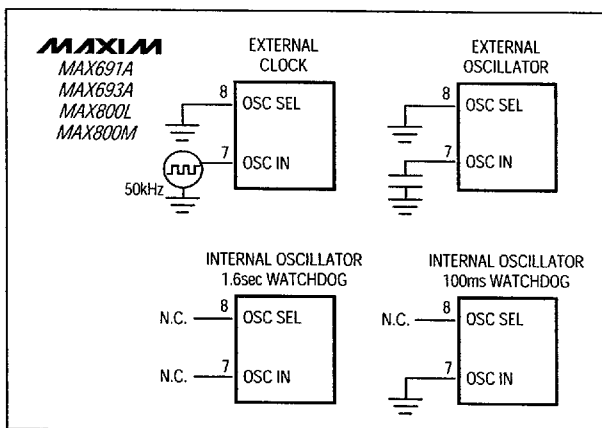 MAXIM
MAX691A
MAX693A
MAX800L
MAX800M
EXTERNAL
CLOCK
8
OSC SEL
7
OSC IN
50kHz
EXTERNAL
OSCILLATOR
8
OSC SEL
7
OSC IN
INTERNAL OSCILLATOR
1.6sec WATCHDOG
N.C.
8
OSC SEL
N.C.
7
OSC IN
INTERNAL OSCILLATOR
100ms WATCHDOG
N.C.
8
OSC SEL
7
OSC IN